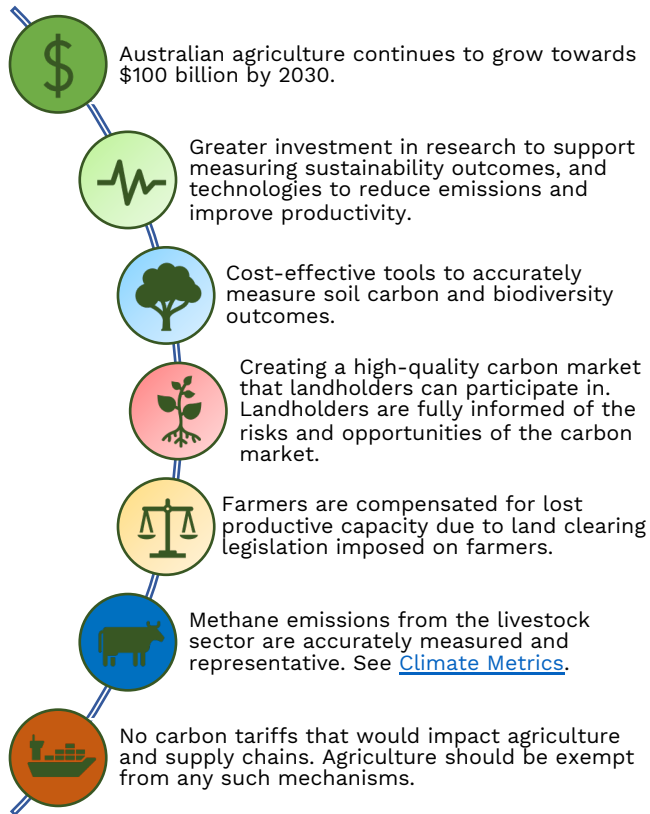 Australian agriculture continues to grow towards
$100 billion by 2030.
Greater investment in research to support
measuring sustainability outcomes, and
technologies to reduce emissions and
improve productivity.
Cost-effective tools to accurately
measure soil carbon and biodiversity
outcomes.
Creating a high-quality carbon market
that landholders can participate in.
Landholders are fully informed of the
risks and opportunities of the carbon
market.
Farmers are compensated for lost
productive capacity due to land clearing
legislation imposed on farmers.
Methane emissions from the livestock
sector are accurately measured and
representative. See Climate Metrics.
No carbon tariffs that would impact agriculture
and supply chains. Agriculture should be exempt
from any such mechanisms.